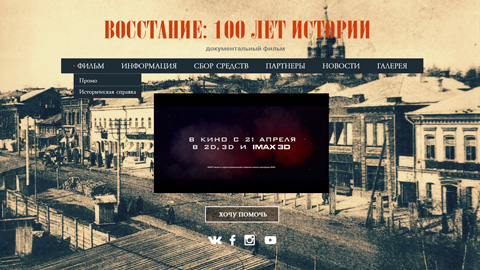 ВОССТАНИЕ: 100 ЛЕТ ИСТОРИИ
документальный фильм
ФИЛЬМ ИНФОРМАЦИЯ СБОР СРЕДСТВ ПАРТНЕРЫ НОВОСТИ ГАЛЕРЕЯ
Промо
Историческая справка
В КИНО С 21 АПРЕЛЯ
В 2D, 3D И IMAX 3D
ХОЧУ ПОМОЧЬ